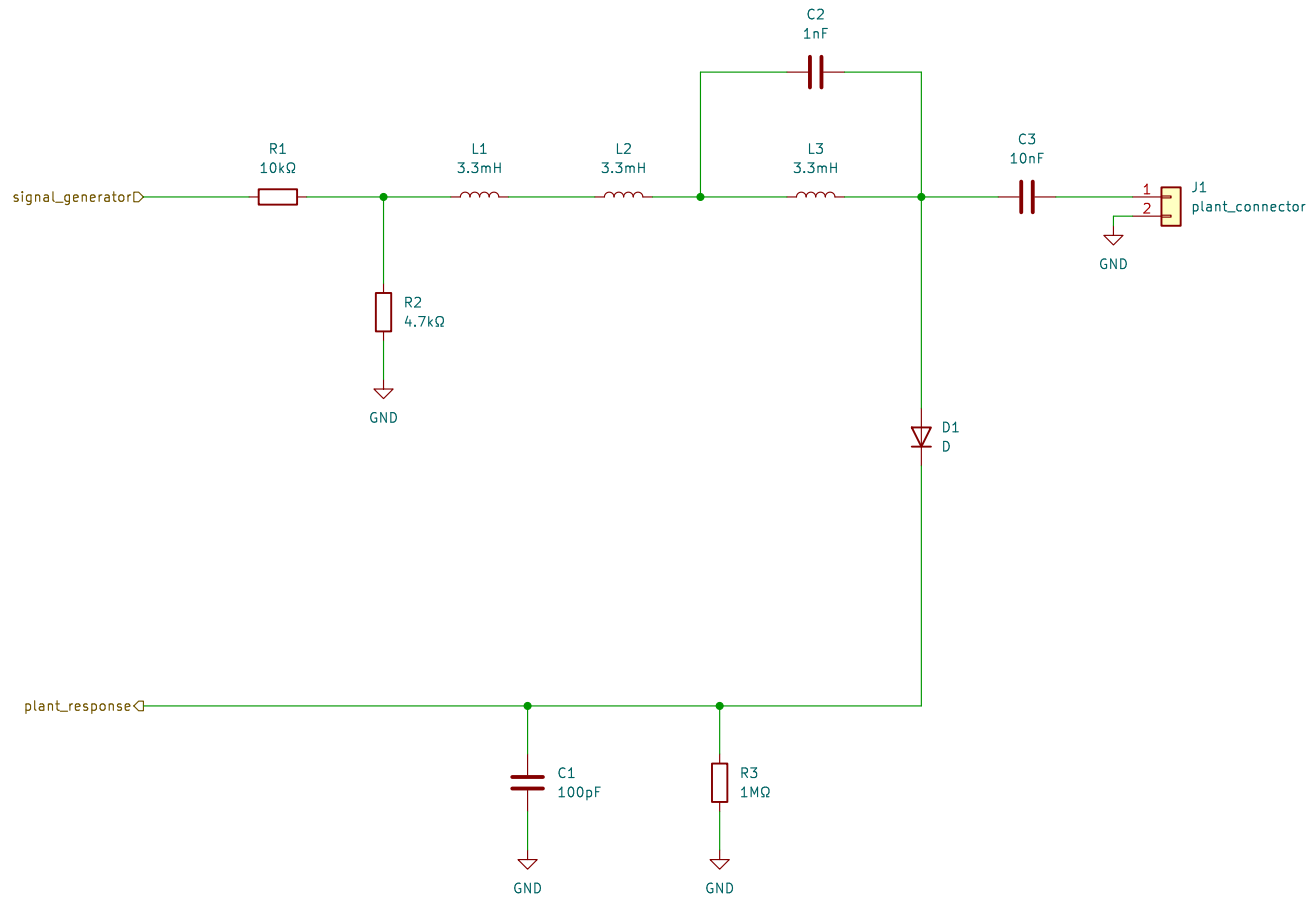 C2
1nF
R1
10kΩ
L1
3.3mH
L2
3.3mH
L3
3.3mH
C3
10nF
signal_generator
1
2
J1
plant_connector
GND
R2
4.7kΩ
GND
D1
D
plant_response
C1
100pF
R3
1MΩ
GND
GND